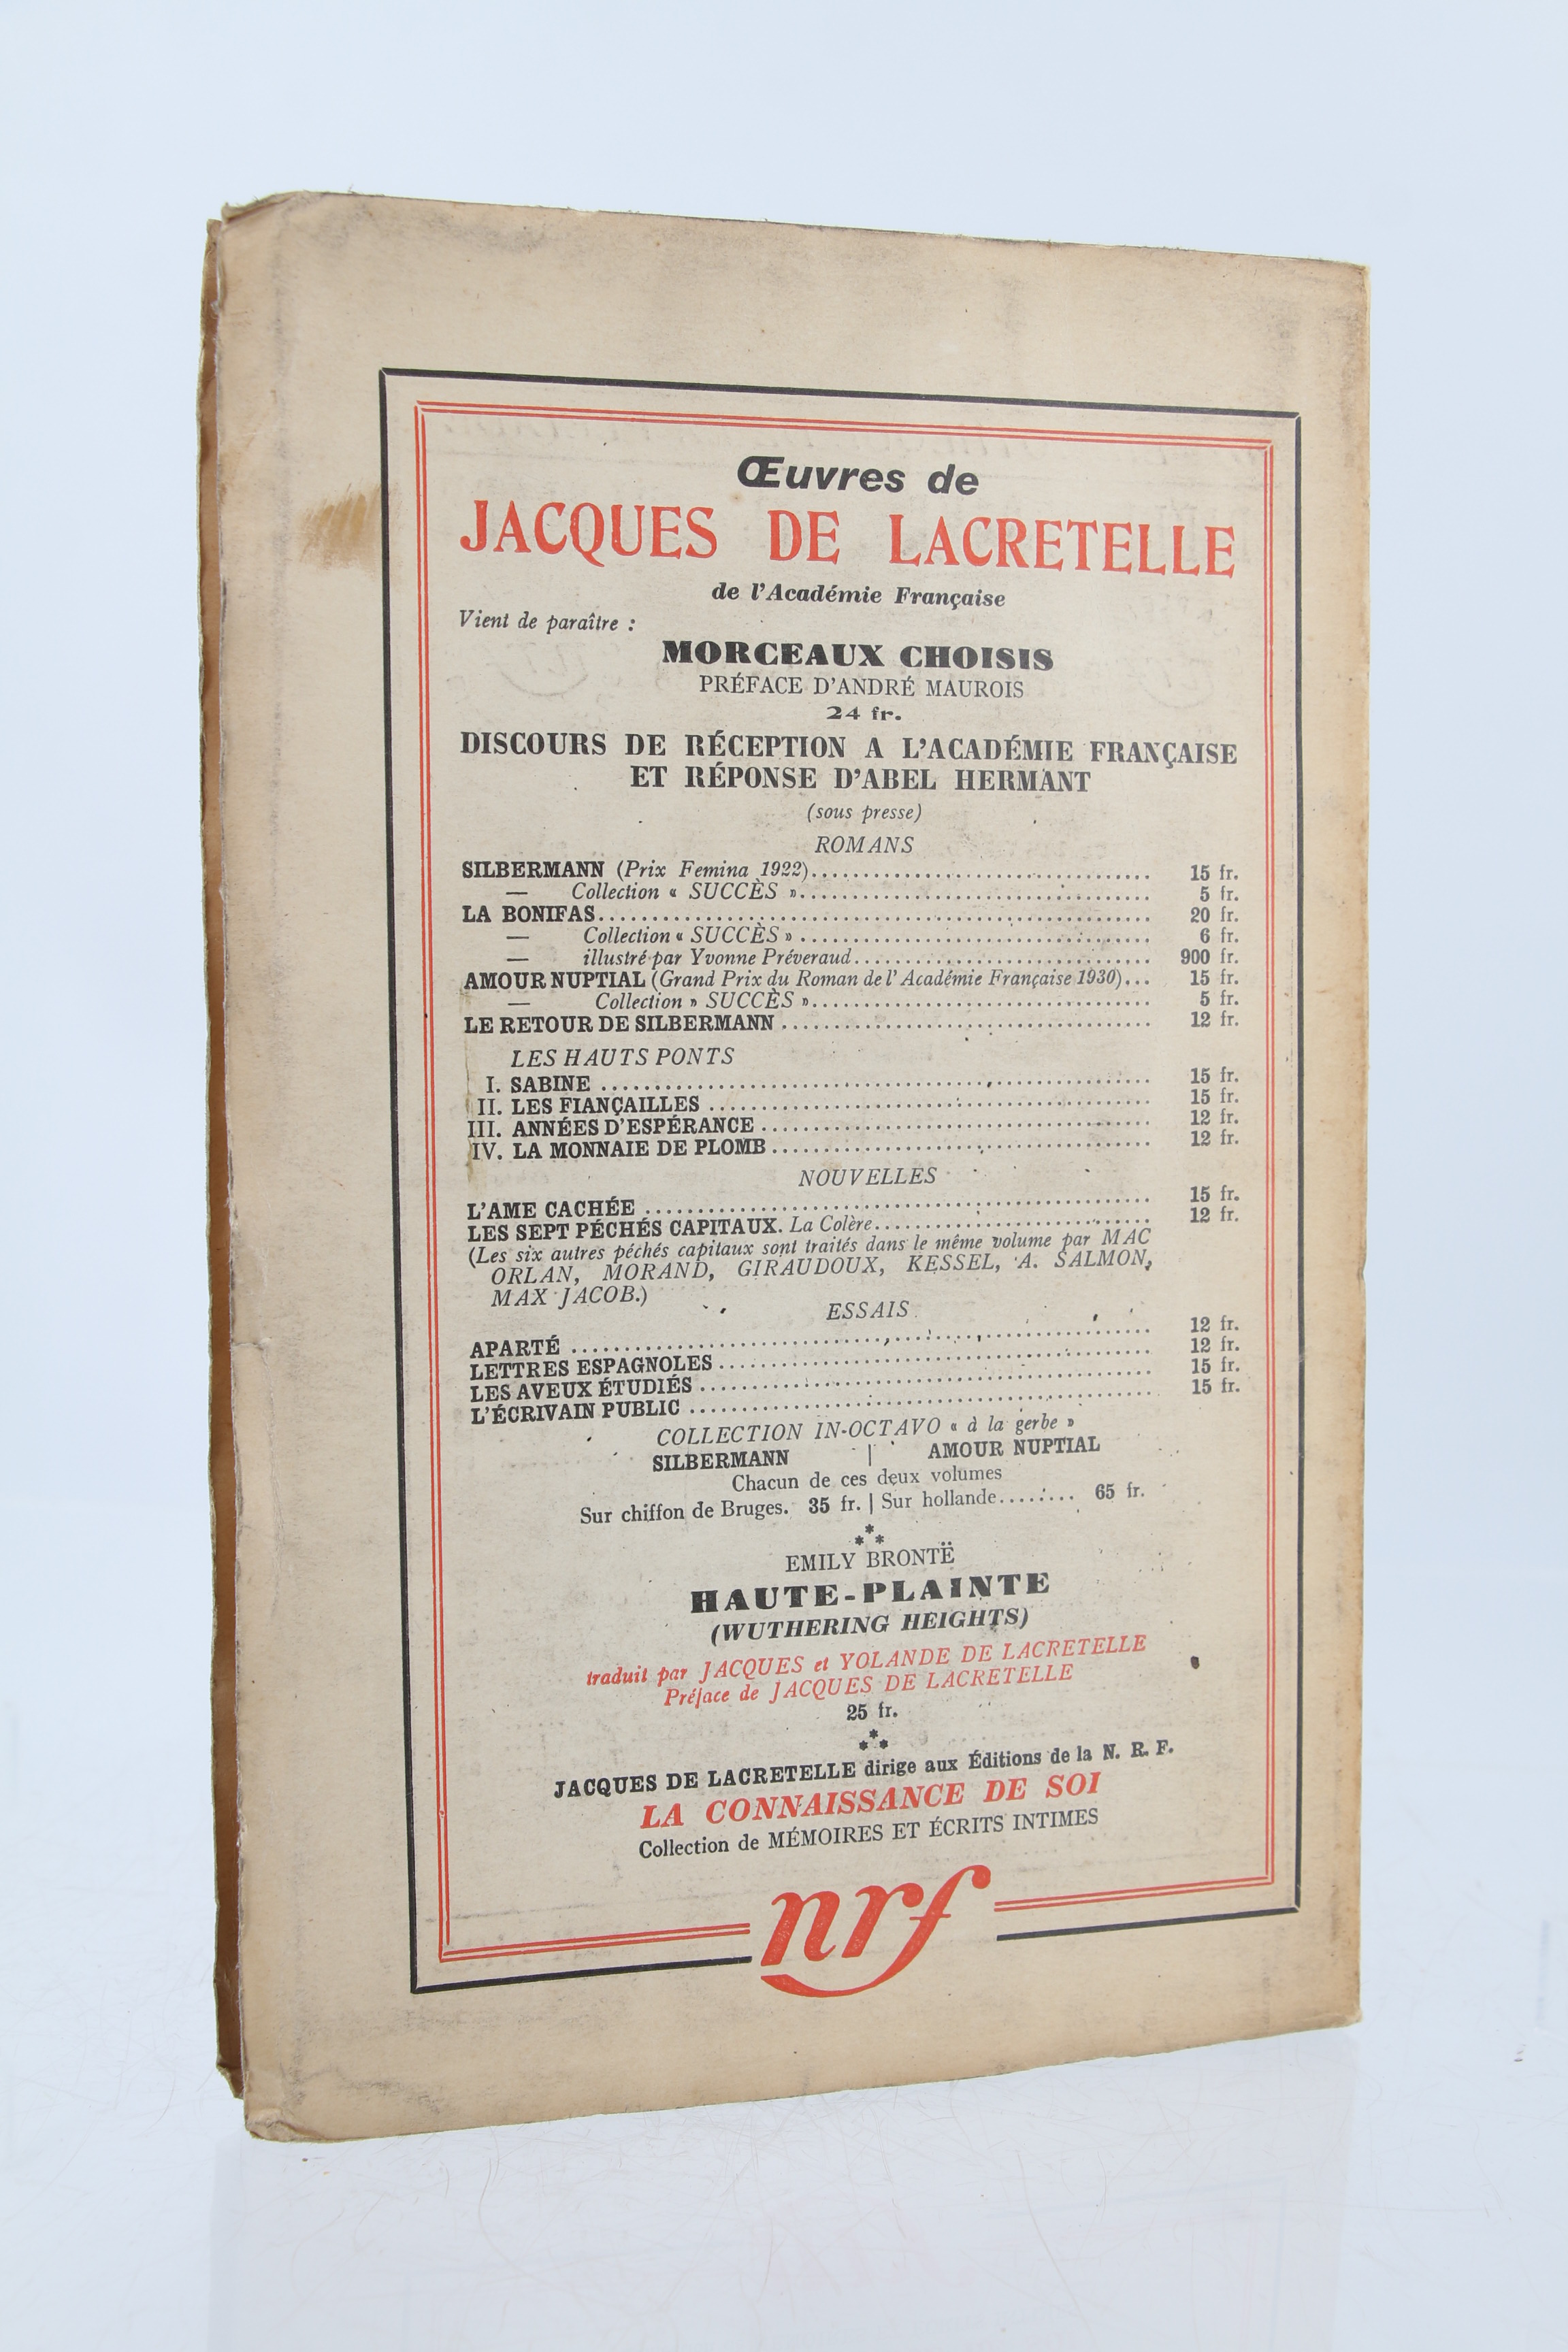 Œuvres de
JACQUES DE LACRETELLE
de l'Académie Française
Vient de paraître :
MORCEAUX CHOISIS
PRÉFACE D'ANDRÉ MAUROIS
24 fr.
DISCOURS DE RÉCEPTION A L'ACADÉMIE FRANÇAISE
ET RÉPONSE D'ABEL HERMANT
(sous presse)
ROMANS
SILBERMANN (Prix Femina 1922)........ 15 fr.
— Collection « SUCCÈS »........ 5 fr.
LA BONIFAS........ 20 fr.
— Collection « SUCCÈS »........ 6 fr.
— illustré par Yvonne Préveraud........ 900 fr.
AMOUR NUPTIAL (Grand Prix du Roman de l'Académie Française 1930)... 15 fr.
— Collection » SUCCÈS »........ 5 fr.
LE RETOUR DE SILBERMANN........ 12 fr.
LES HAUTS PONTS
I. SABINE........ 15 fr.
II. LES FIANÇAILLES........ 15 fr.
III. ANNÉES D'ESPÉRANCE........ 12 fr.
IV. LA MONNAIE DE PLOMB........ 12 fr.
NOUVELLES
L'AME CACHÉE........ 15 fr.
LES SEPT PÉCHÉS CAPITAUX. La Colère........ 12 fr.
(Les six autres péchés capitaux sont traités dans le même volume par MAC
ORLAN, MORAND, GIRAUDOUX, KESSEL, A. SALMON,
MAX JACOB.)
ESSAIS
APARTÉ........ 12 fr.
LETTRES ESPAGNOLES........ 12 fr.
LES AVEUX ÉTUDIÉS........ 15 fr.
L'ÉCRIVAIN PUBLIC........ 15 fr.
COLLECTION IN-OCTAVO « à la gerbe »
SILBERMANN | AMOUR NUPTIAL
Chacun de ces deux volumes
Sur chiffon de Bruges. 35 fr. | Sur hollande........ 65 fr.
⁂
EMILY BRONTË
HAUTE-PLAINTE
(WUTHERING HEIGHTS)
traduit par JACQUES et YOLANDE DE LACRETELLE
Préface de JACQUES DE LACRETELLE
25 fr.
⁂
JACQUES DE LACRETELLE dirige aux Éditions de la N. R. F.
LA CONNAISSANCE DE SOI
Collection de MÉMOIRES ET ÉCRITS INTIMES
nrf